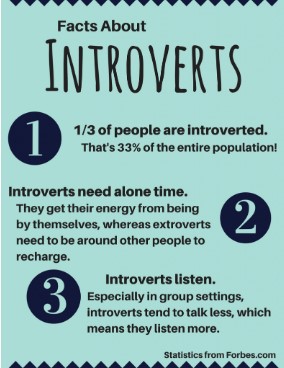 Facts About
INTROVERTS
1
1/3 of people are introverted.
That's 33% of the entire population!
Introverts need alone time.
They get their energy from being
by themselves, whereas extroverts
need to be around other people to
recharge.
2
3
Introverts listen.
Especially in group settings,
introverts tend to talk less, which
means they listen more.
Statistics from Forbes.com